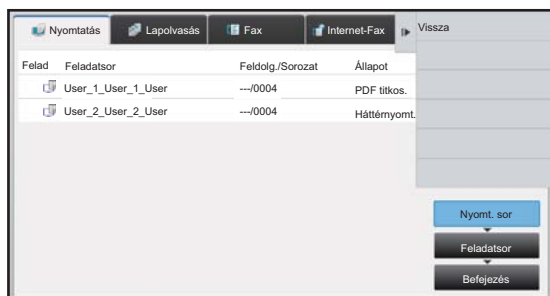 Nyomtatás Lapolvasás Fax Internet-Fax Vissza
Felad Feladatsor Feldolg./Sorozat Állapot
User_1_User_1_User ---/0004 PDF titkos.
User_2_User_2_User ---/0004 Háttérnyomt.
Nyomt. sor
Feladatsor
Befejezés